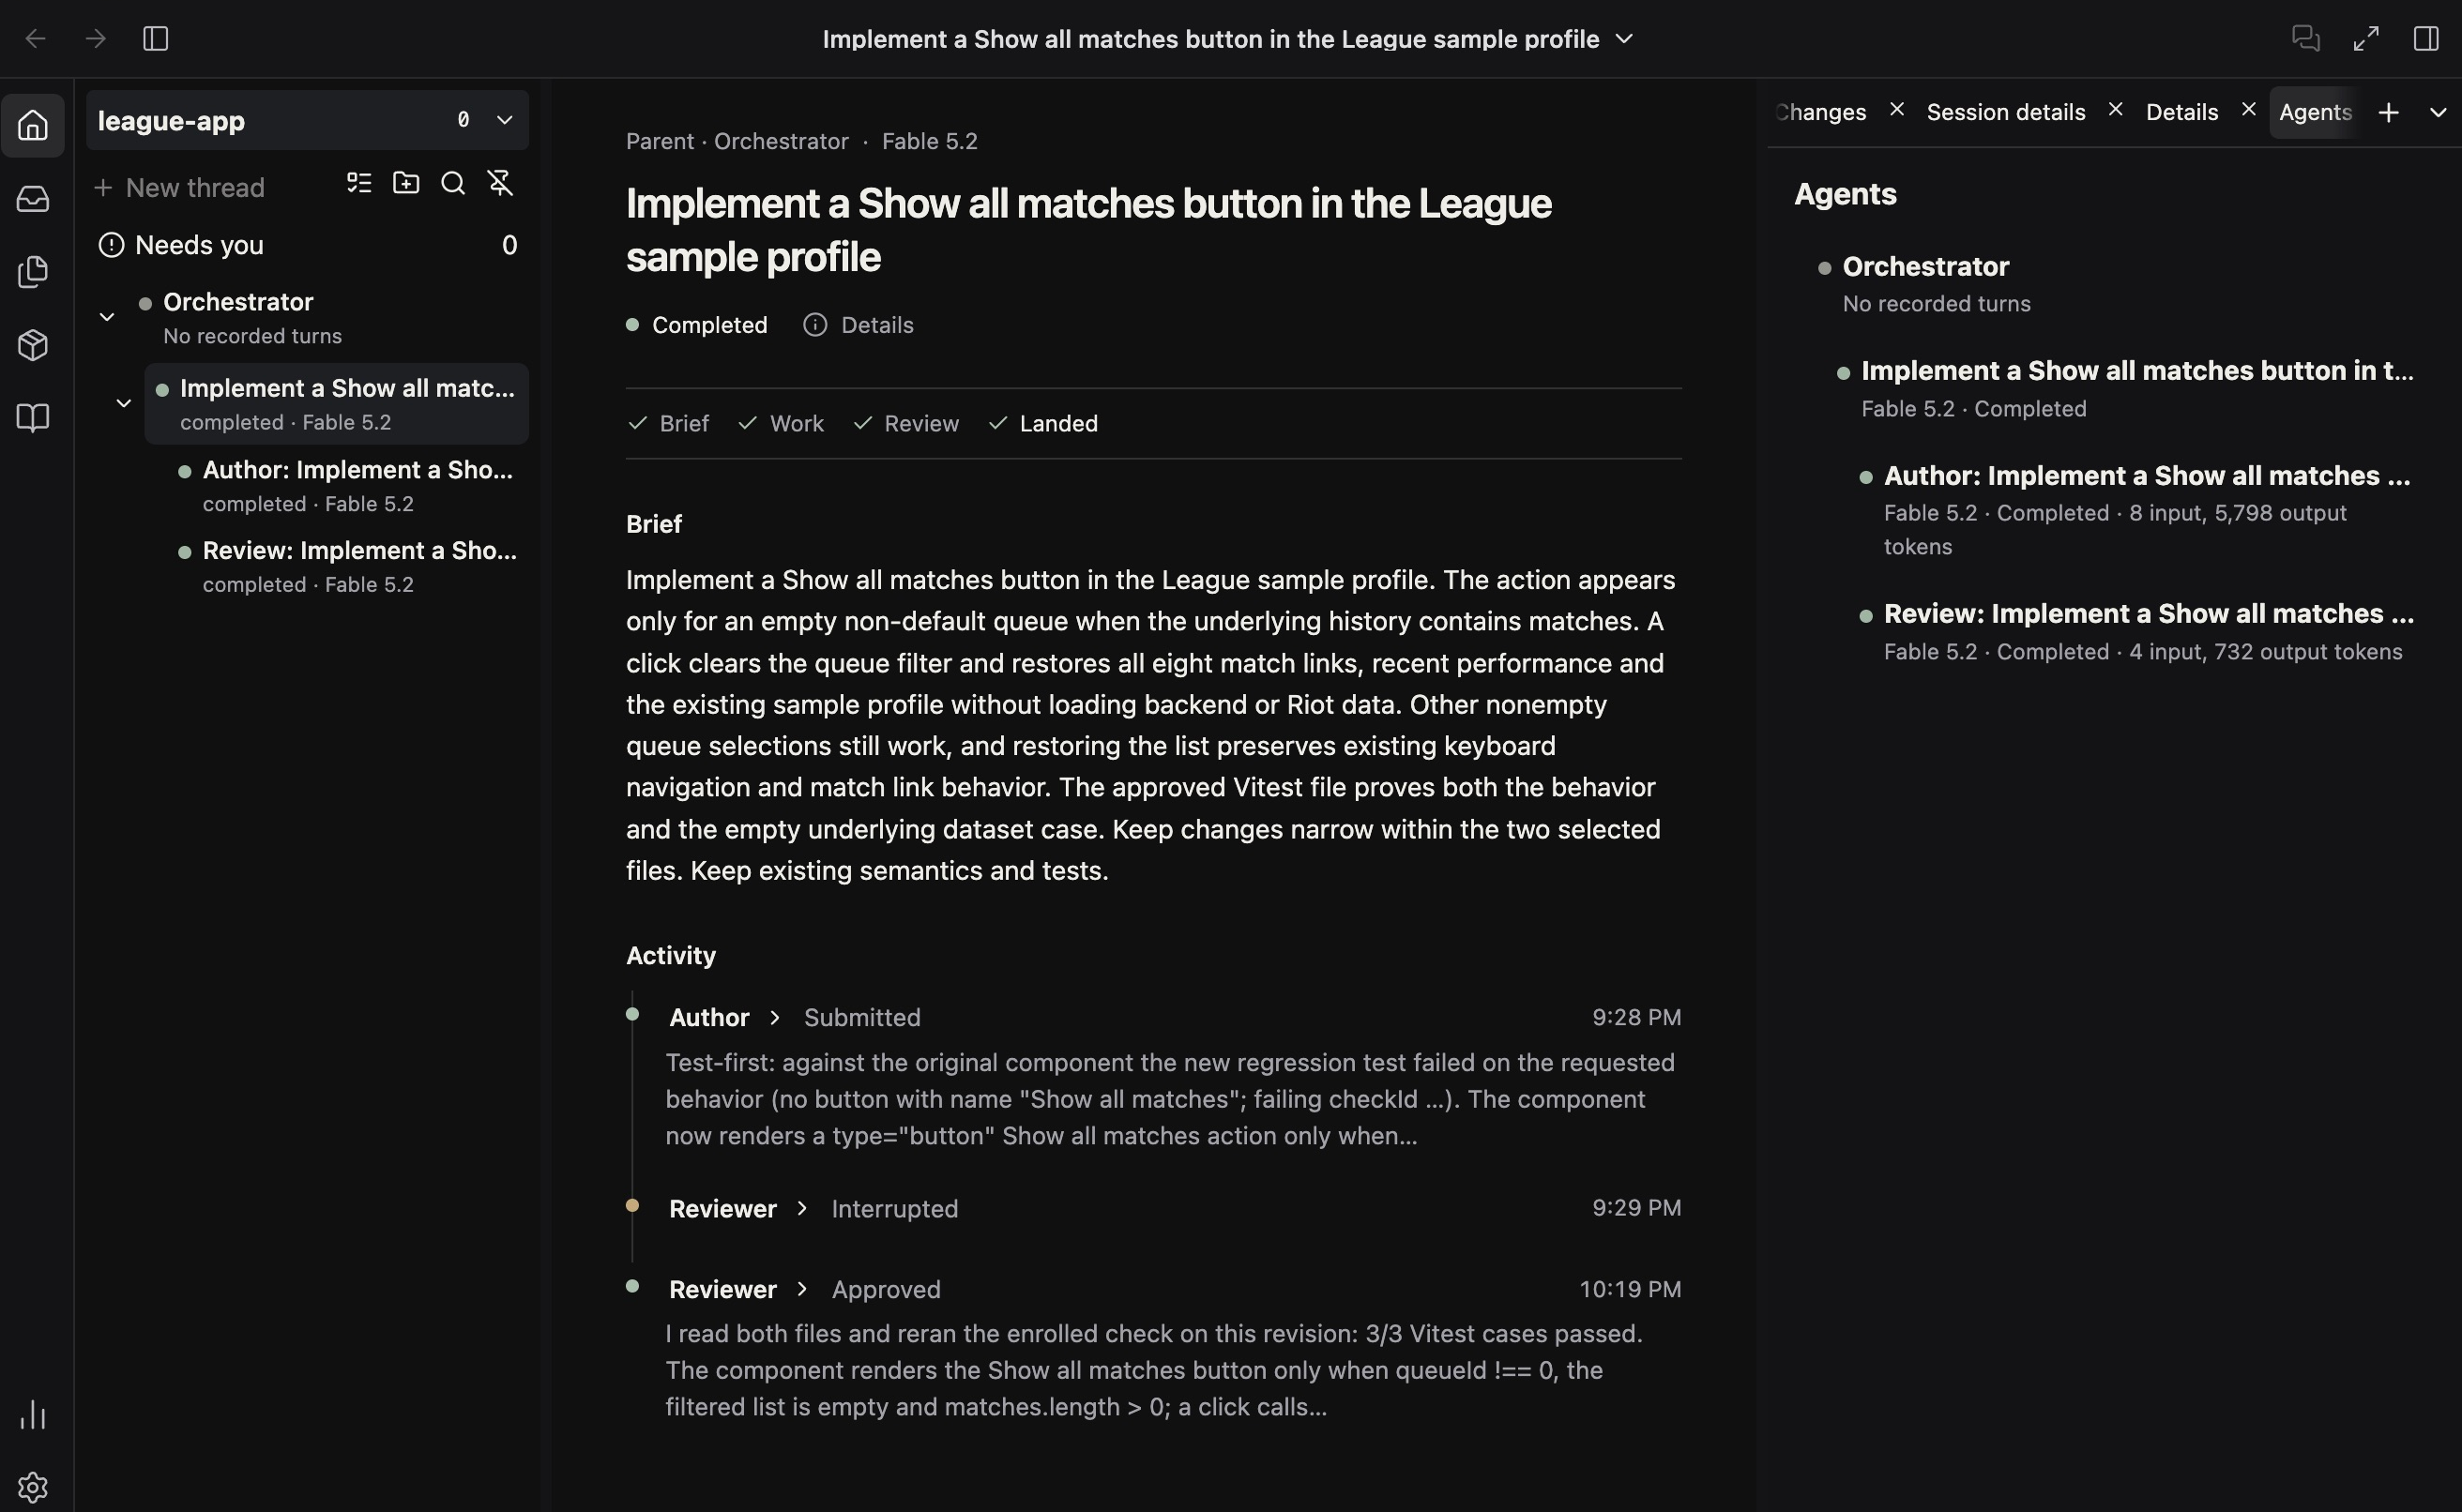 Implement a Show all matches button in the League sample profile
league-app 0
New thread
Needs you 0
Orchestrator
No recorded turns
Implement a Show all matc...
completed · Fable 5.2
Author: Implement a Sho...
completed · Fable 5.2
Review: Implement a Sho...
completed · Fable 5.2
Parent · Orchestrator · Fable 5.2
Implement a Show all matches button in the League
sample profile
Completed Details
Brief Work Review Landed
Brief
Implement a Show all matches button in the League sample profile. The action appears
only for an empty non-default queue when the underlying history contains matches. A
click clears the queue filter and restores all eight match links, recent performance and
the existing sample profile without loading backend or Riot data. Other nonempty
queue selections still work, and restoring the list preserves existing keyboard
navigation and match link behavior. The approved Vitest file proves both the behavior
and the empty underlying dataset case. Keep changes narrow within the two selected
files. Keep existing semantics and tests.
Activity
Author > Submitted 9:28 PM
Test-first: against the original component the new regression test failed on the requested
behavior (no button with name "Show all matches"; failing checkId ...). The component
now renders a type="button" Show all matches action only when...
Reviewer > Interrupted 9:29 PM
Reviewer > Approved 10:19 PM
I read both files and reran the enrolled check on this revision: 3/3 Vitest cases passed.
The component renders the Show all matches button only when queueId !== 0, the
filtered list is empty and matches.length > 0; a click calls...
Changes Session details Details Agents
Agents
Orchestrator
No recorded turns
Implement a Show all matches button in t...
Fable 5.2 · Completed
Author: Implement a Show all matches ...
Fable 5.2 · Completed · 8 input, 5,798 output
tokens
Review: Implement a Show all matches ...
Fable 5.2 · Completed · 4 input, 732 output tokens